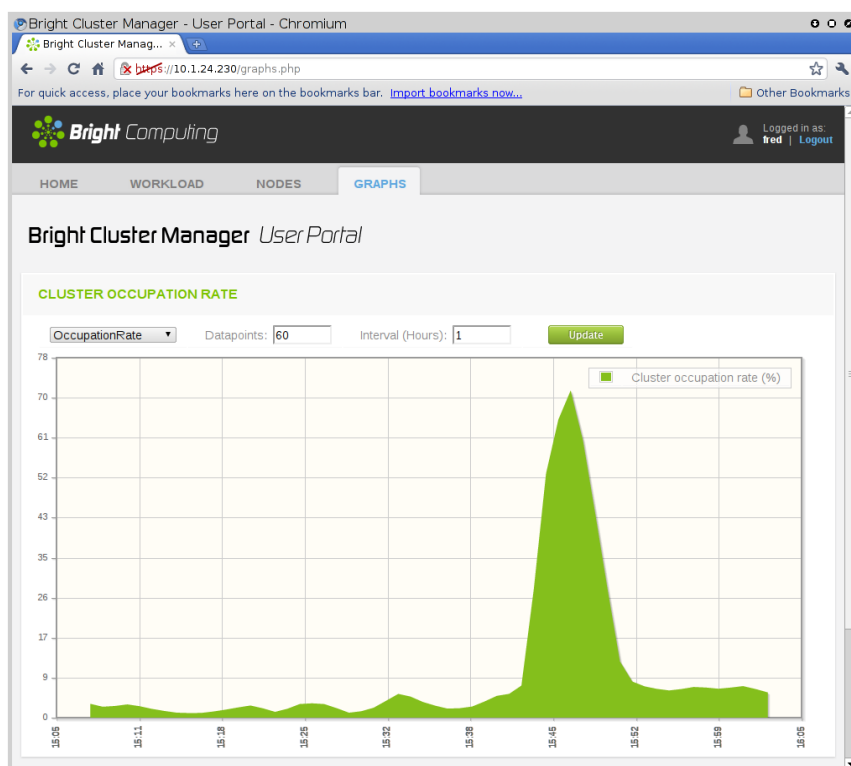 Bright Cluster Manager - User Portal - Chromium
Bright Cluster Manag... ×
https://10.1.24.230/graphs.php
For quick access, place your bookmarks here on the bookmarks bar. Import bookmarks now... Other Bookmarks
Bright Computing
Logged in as:
fred | Logout
HOME WORKLOAD NODES GRAPHS
Bright Cluster Manager User Portal
CLUSTER OCCUPATION RATE
OccupationRate Datapoints: 60 Interval (Hours): 1 Update
Cluster occupation rate (%)
78
70
61
52
43
35
26
17
9
0
15:05 15:11 15:18 15:25 15:32 15:38 15:45 15:52 15:59 16:05